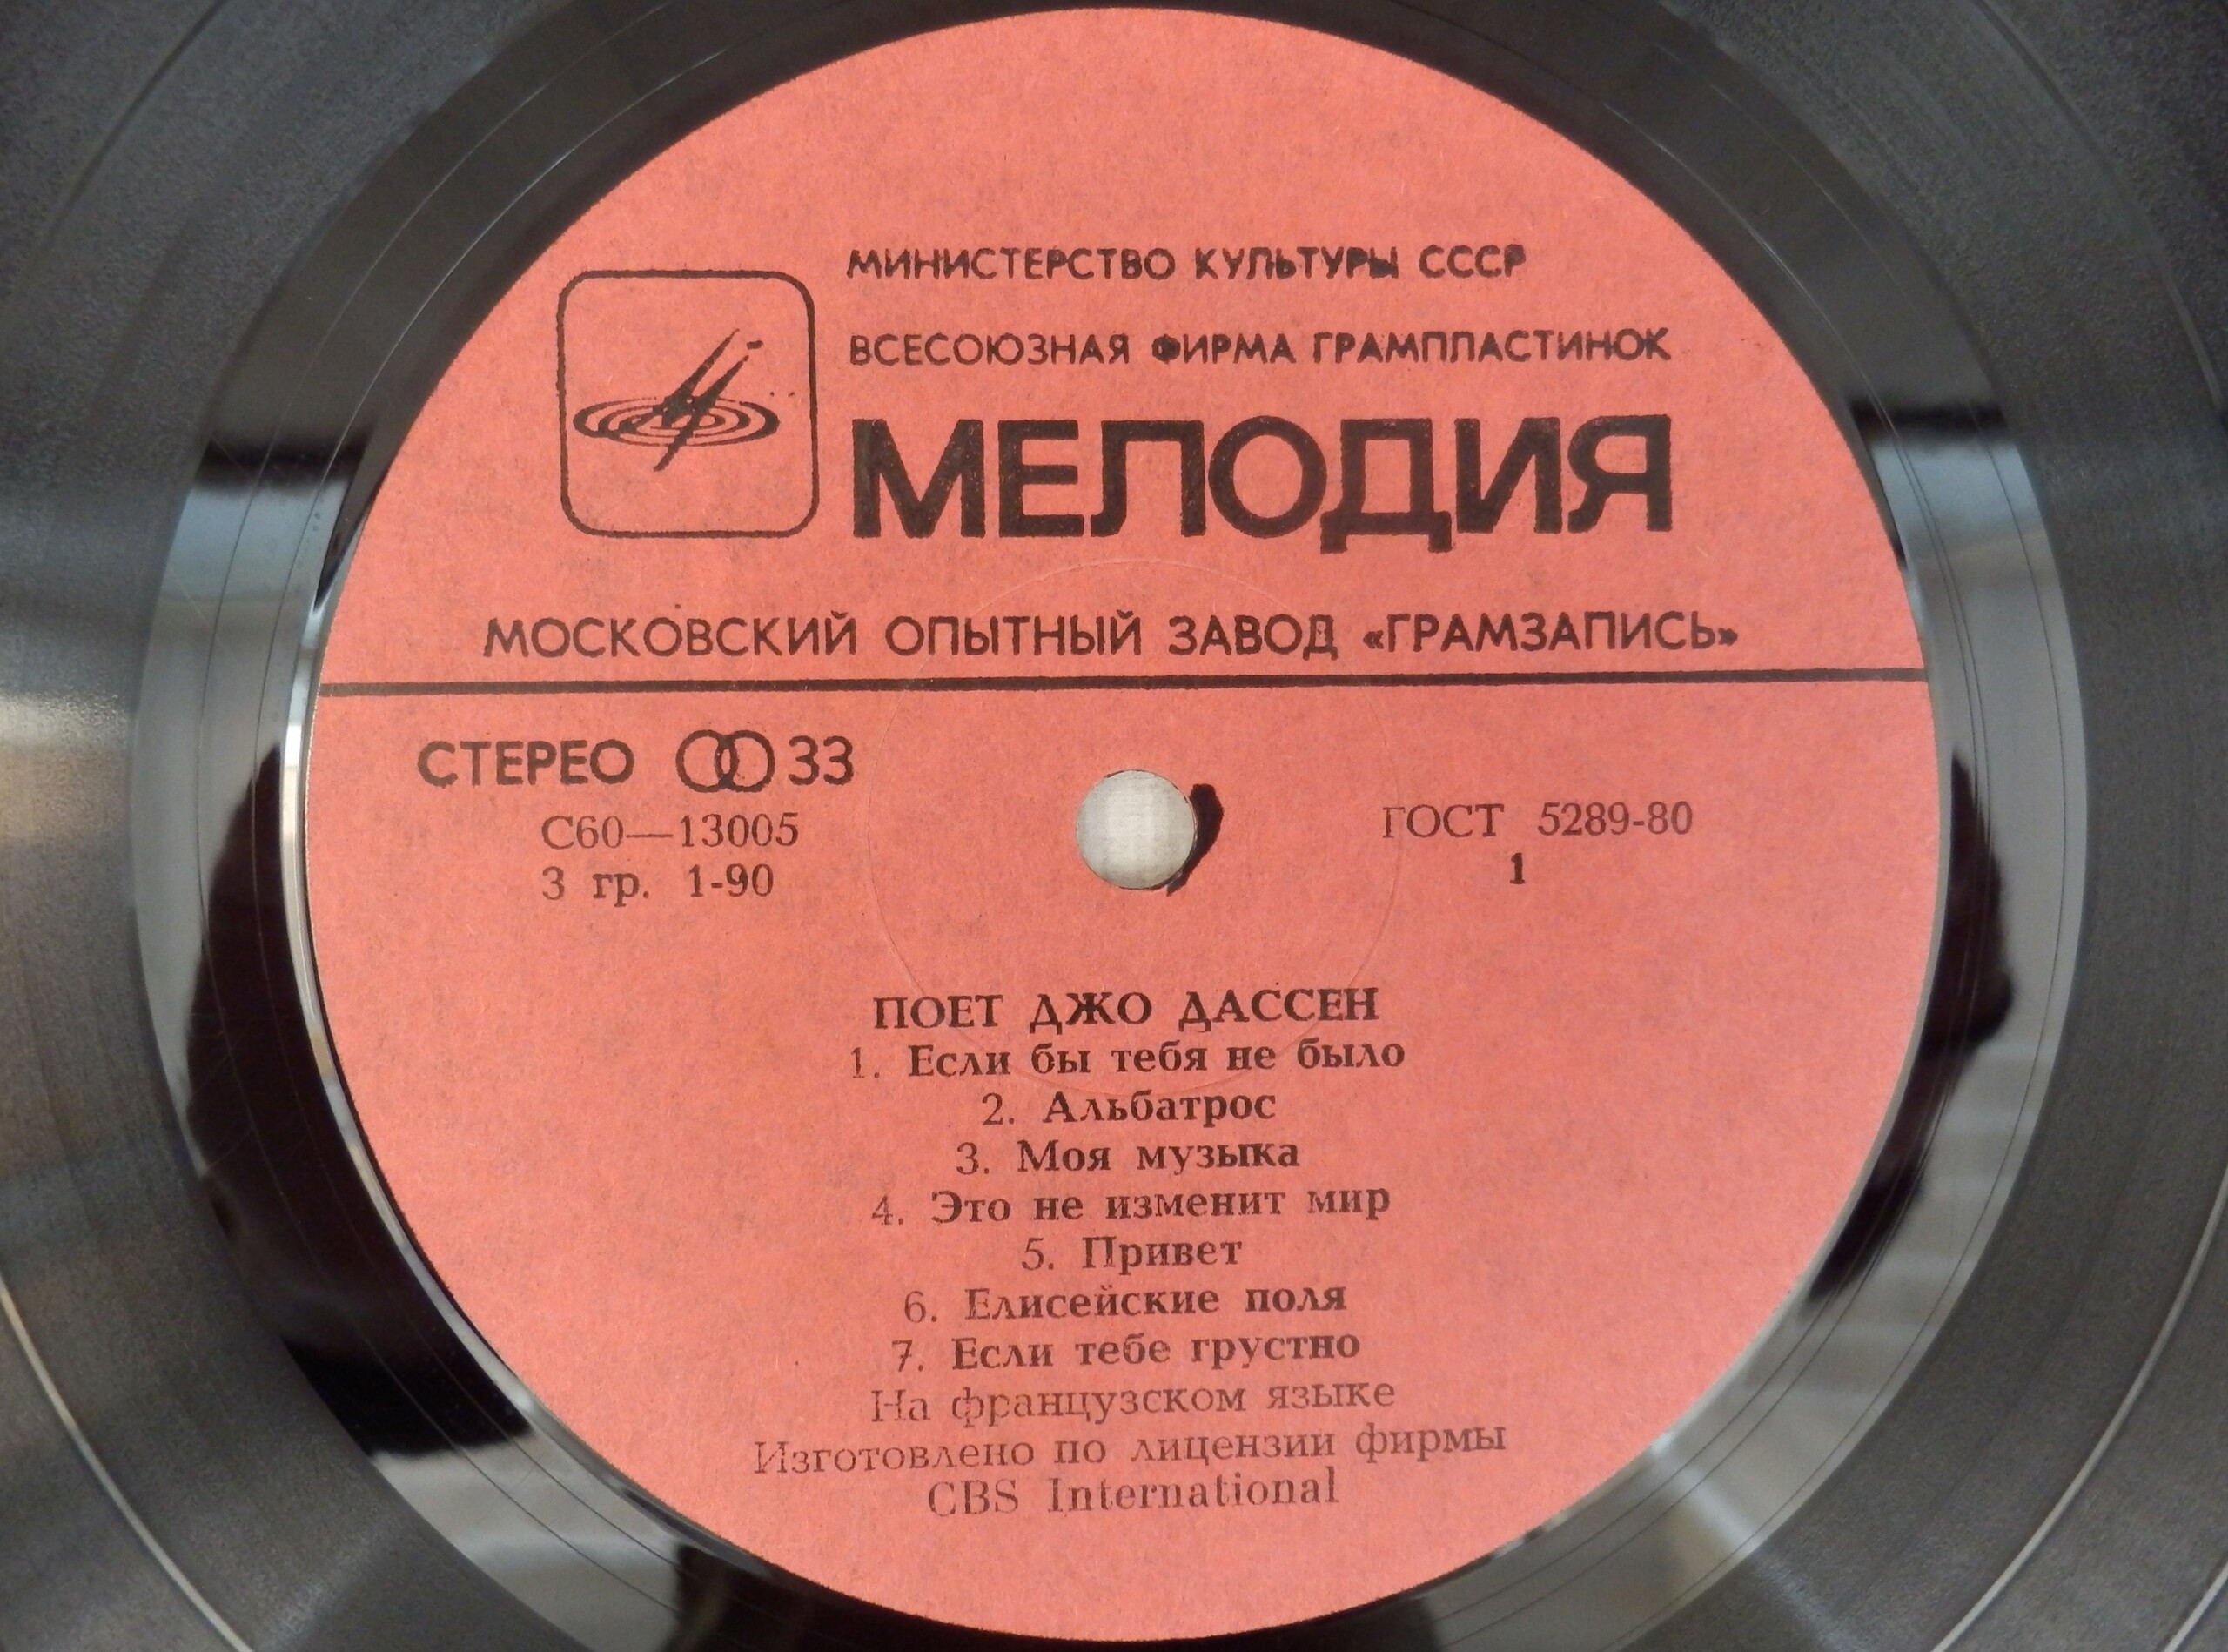 МИНИСТЕРСТВО КУЛЬТУРЫ СССР
ВСЕСОЮЗНАЯ ФИРМА ГРАМПЛАСТИНОК
МЕЛОДИЯ
МОСКОВСКИЙ ОПЫТНЫЙ ЗАВОД «ГРАМЗАПИСЬ»
СТЕРЕО 33
С60—13005
3 гр. 1-90
ГОСТ 5289-80
1
ПОЕТ ДЖО ДАССЕН
1. Если бы тебя не было
2. Альбатрос
3. Моя музыка
4. Это не изменит мир
5. Привет
6. Елисейские поля
7. Если тебе грустно
На французском языке
Изготовлено по лицензии фирмы
CBS International